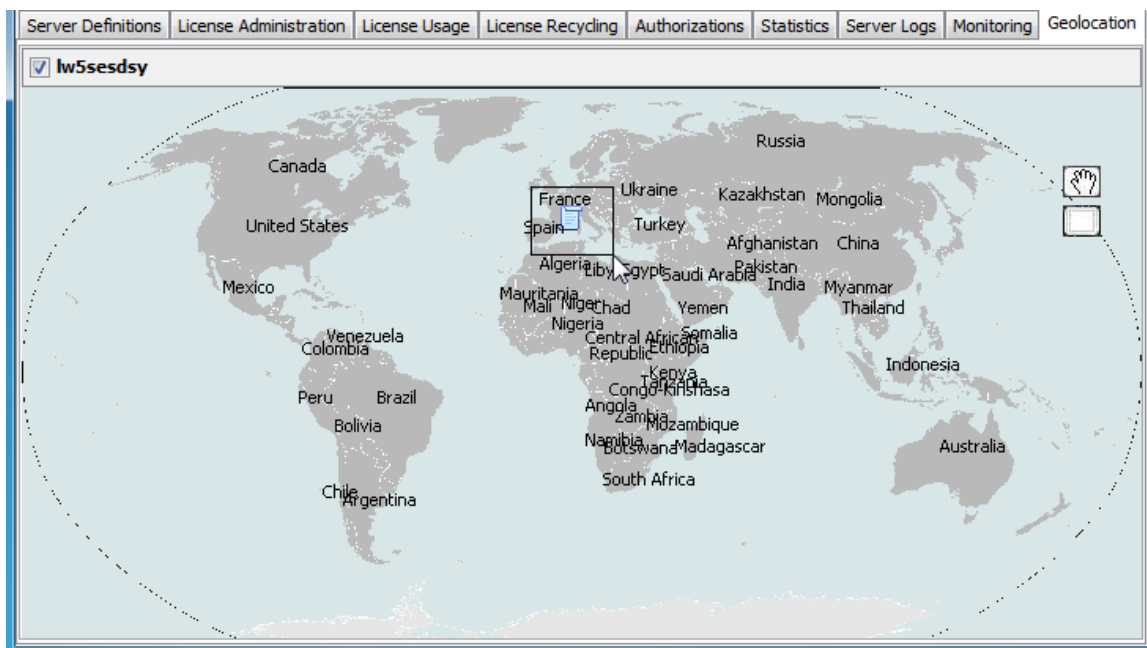 Server Definitions License Administration License Usage License Recycling Authorizations Statistics Server Logs Monitoring Geolocation
lw5sesdsy
Russia
Canada
Ukraine
Kazakhstan
Mongolia
France
United States
Spain
Turkey
Afghanistan
China
Algeria
Egypt
Saudi Arabia
Pakistan
India
Mexico
Myanmar
Mauritania
Mali
Niger
Chad
Yemen
Thailand
Nigeria
Venezuela
Colombia
Central African
Republic
Somalia
Ethiopia
Indonesia
Kenya
Tanzania
Congo-Kinshasa
Peru
Brazil
Angola
Zambia
Mozambique
Bolivia
Namibia
Botswana
Madagascar
Australia
South Africa
Chile
Argentina